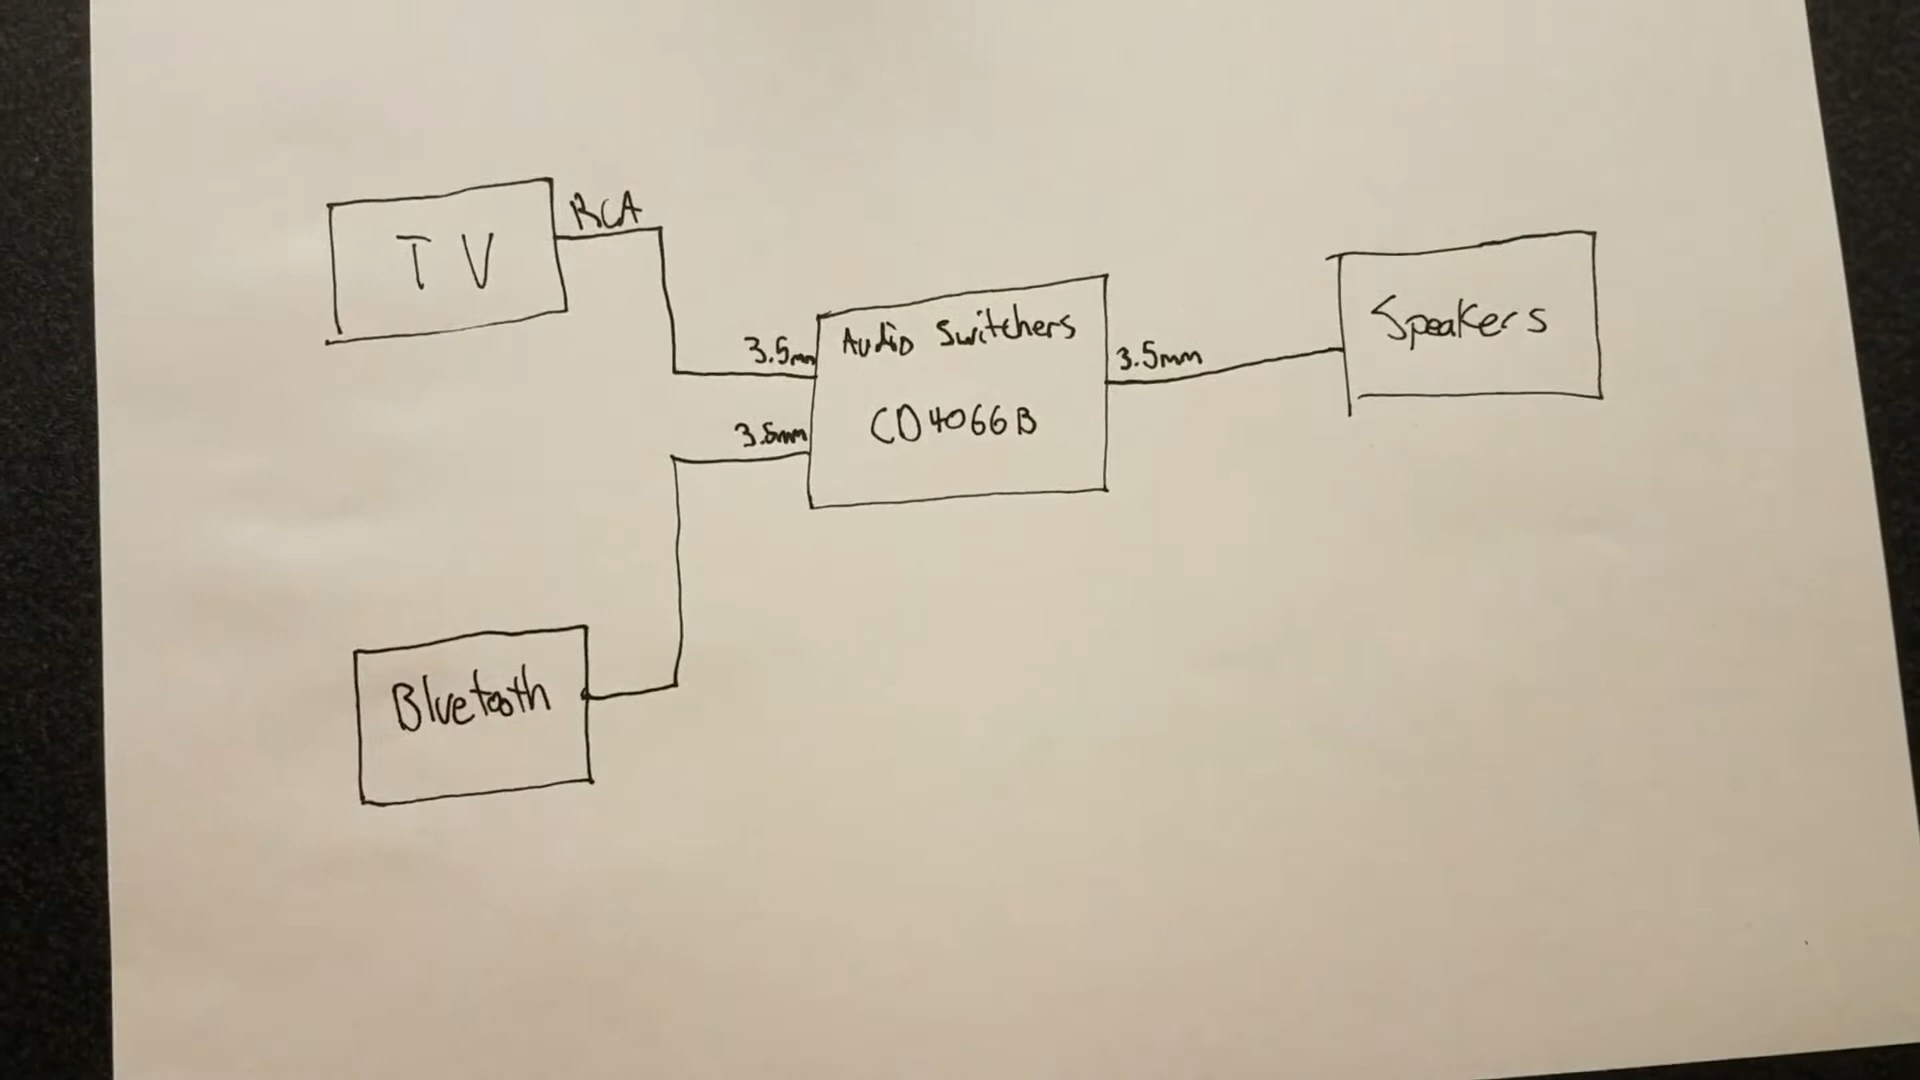 RCA
TV
3.5mm
Audio Switchers
CD4066B
3.5mm
3.5mm
Speakers
Bluetooth